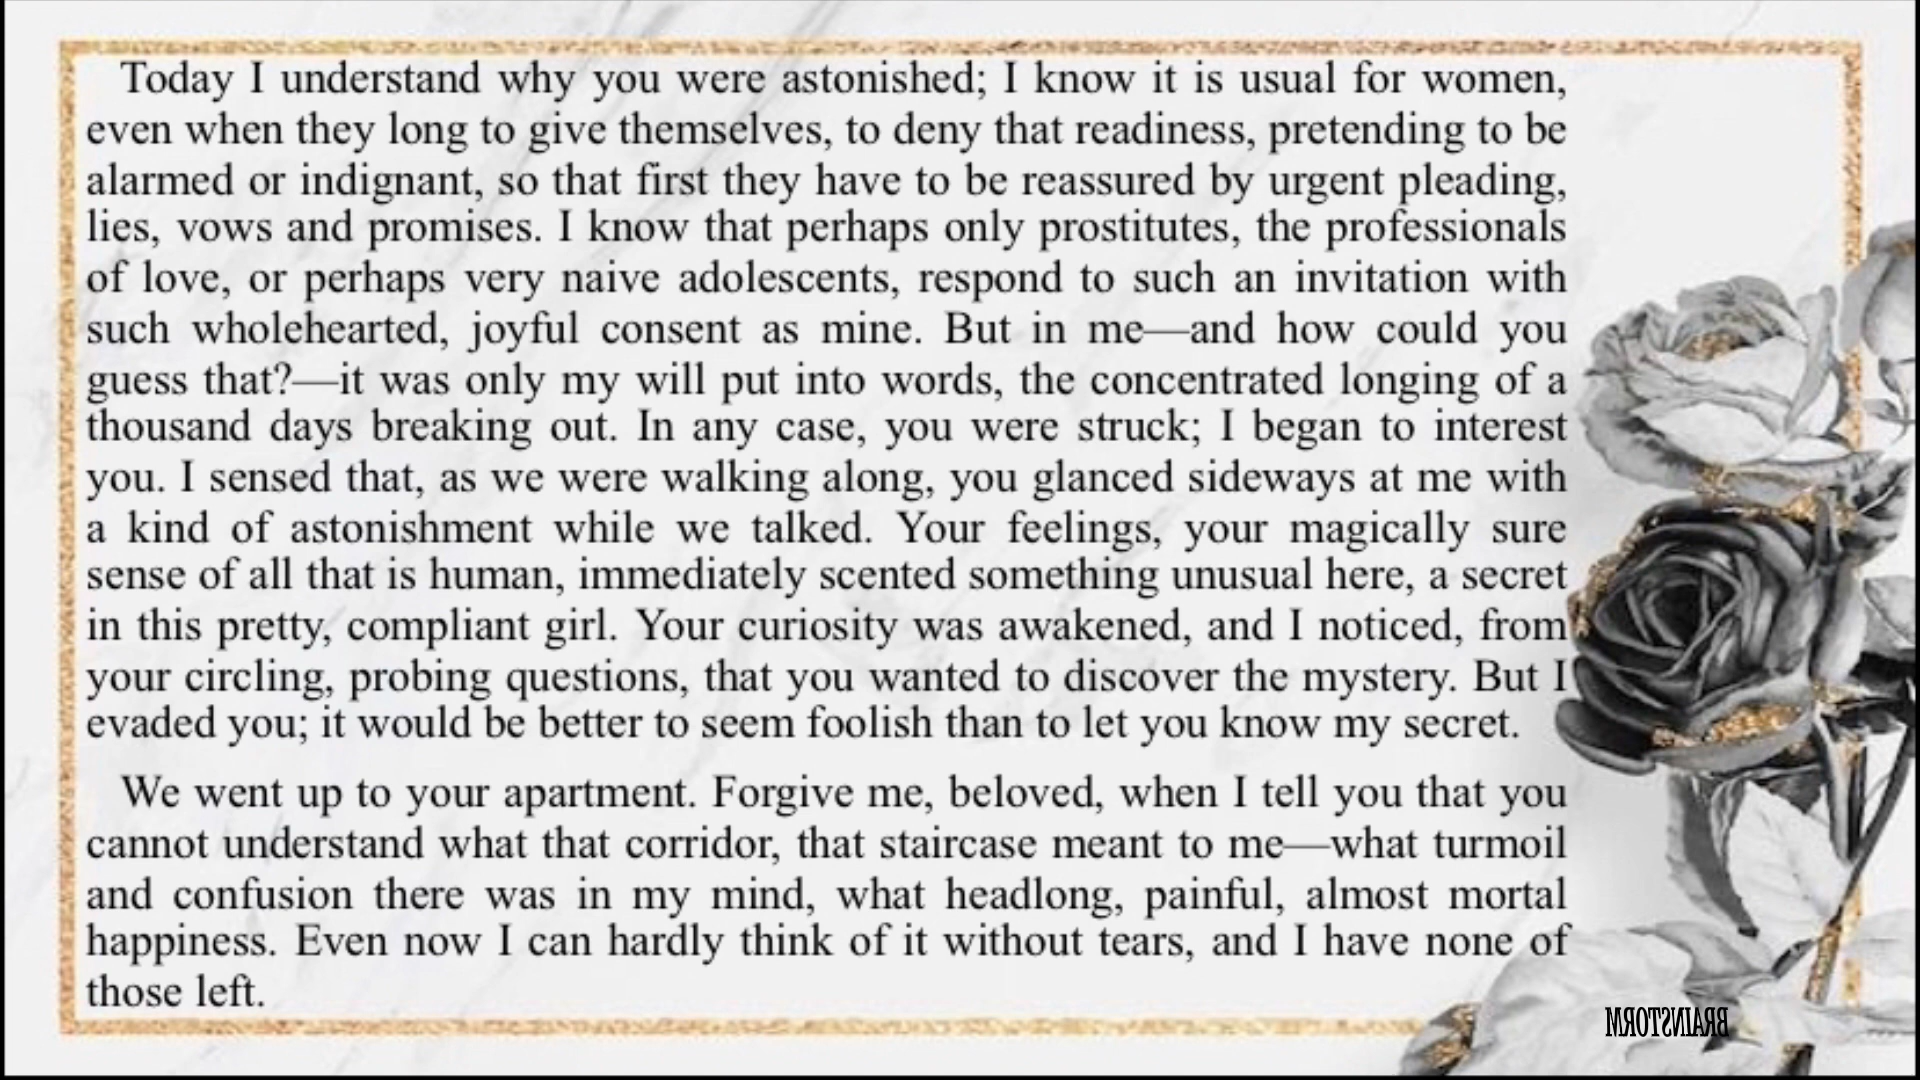 Today I understand why you were astonished; I know it is usual for women,
even when they long to give themselves, to deny that readiness, pretending to be
alarmed or indignant, so that first they have to be reassured by urgent pleading,
lies, vows and promises. I know that perhaps only prostitutes, the professionals
of love, or perhaps very naive adolescents, respond to such an invitation with
such wholehearted, joyful consent as mine. But in me—and how could you
guess that?—it was only my will put into words, the concentrated longing of a
thousand days breaking out. In any case, you were struck; I began to interest
you. I sensed that, as we were walking along, you glanced sideways at me with
a kind of astonishment while we talked. Your feelings, your magically sure
sense of all that is human, immediately scented something unusual here, a secret
in this pretty, compliant girl. Your curiosity was awakened, and I noticed, from
your circling, probing questions, that you wanted to discover the mystery. But I
evaded you; it would be better to seem foolish than to let you know my secret.
We went up to your apartment. Forgive me, beloved, when I tell you that you
cannot understand what that corridor, that staircase meant to me—what turmoil
and confusion there was in my mind, what headlong, painful, almost mortal
happiness. Even now I can hardly think of it without tears, and I have none of
those left.
BRAINSTORM